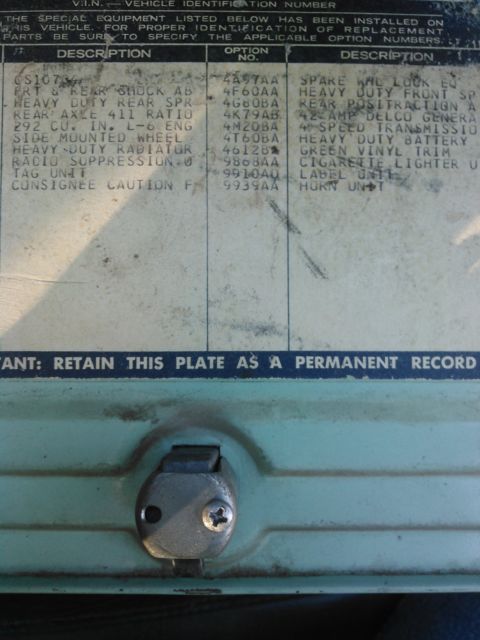 V.I.N. — VEHICLE IDENTIFICATION NUMBER
THE SPECIAL EQUIPMENT LISTED BELOW HAS BEEN INSTALLED ON
THIS VEHICLE. FOR PROPER IDENTIFICATION OF REPLACEMENT
PARTS BE SURE TO SPECIFY THE APPLICABLE OPTION NUMBERS.
DESCRIPTION OPTION NO. DESCRIPTION
4A97AA SPARE WHL LOCK EQ
FRT & REAR SHOCK AB 4F60AA HEAVY DUTY FRONT SP
HEAVY DUTY REAR SPR 4G80BA REAR POSITRACTION A
REAR AXLE 411 RATIO 4K79AB 42 AMP DELCO GENERA
292 CU. IN. L-6 ENG 4M20BA 4 SPEED TRANSMISSIO
SIDE MOUNTED WHEEL 4T60BA HEAVY DUTY BATTERY
HEAVY DUTY RADIATOR 4612BA GREEN VINYL TRIM
RADIO SUPPRESSION 9868AA CIGARETTE LIGHTER U
TAG UNIT 9910AO LABEL UNIT
CONSIGNEE CAUTION F 9939AA HORN UNIT
TANT: RETAIN THIS PLATE AS A PERMANENT RECORD